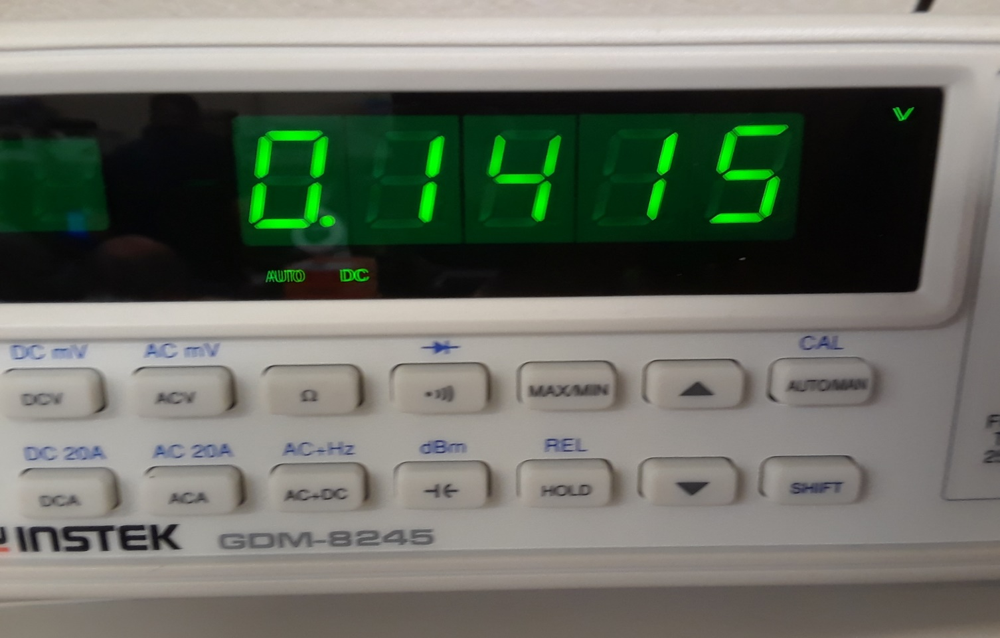 V
0.1415
AUTO DC
DC mV AC mV CAL
DCV ACV Ω MAX/MIN AUTO/MAN
DC 20A AC 20A AC+Hz dBm REL
DCA ACA AC+DC HOLD SHIFT
INSTEK GDM-8245